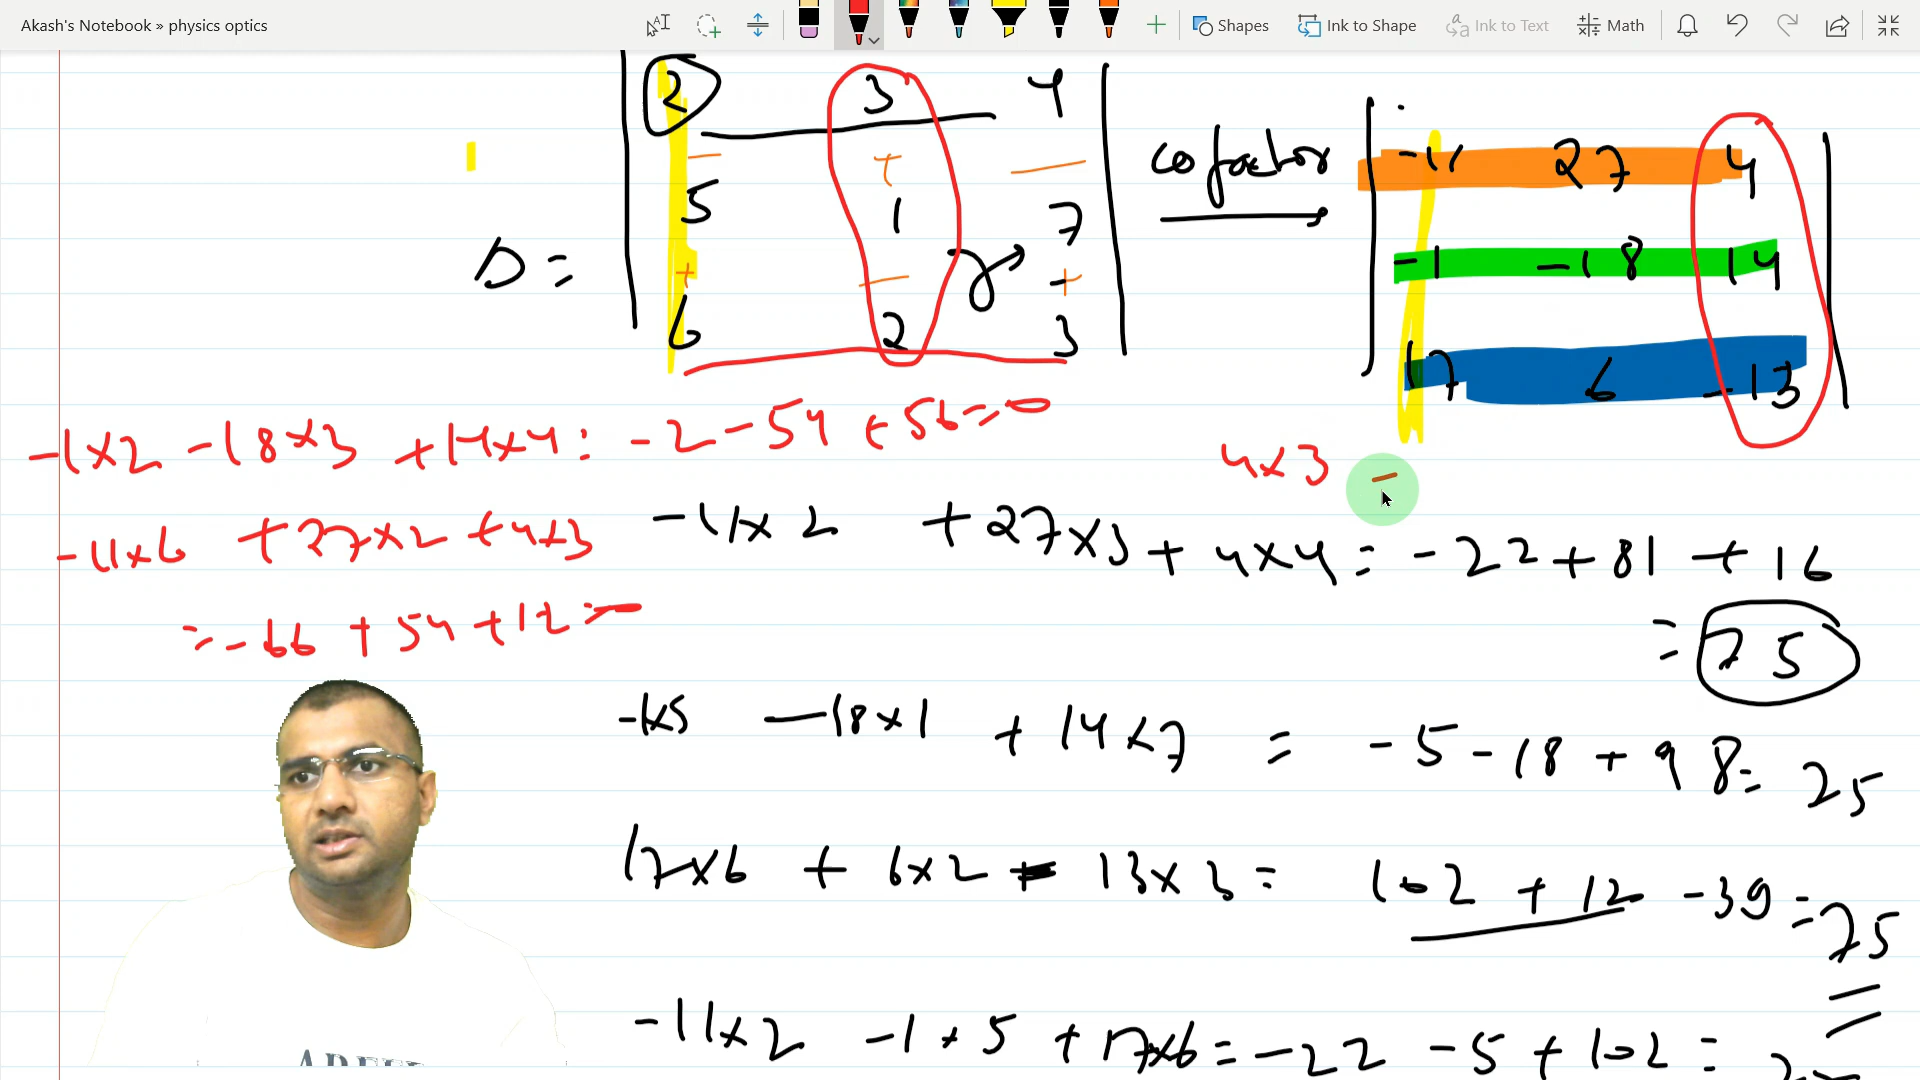 Akash's Notebook » physics optics
Shapes Ink to Shape Ink to Text Math
2 3 4
- + -
5 1 7
+ - +
6 2 3
D =
cofactor
-11 27 4
-1 -18 14
17 6 -13
-1×2 -18×3 +14×4 = -2-54+56=0
4×3 -
-11×6 +27×2 +4×3
= -66 +54 +12 =
-11×2 +27×3 + 4×4 = -22 + 81 + 16
= 75
-1×5 -18×1 + 14×7 = -5-18+98= 75
17×6 + 6×2 - 13×3 = 102 + 12 -39 = 75
-11×2 -1×5 +17×6 = -22 -5 + 102 =